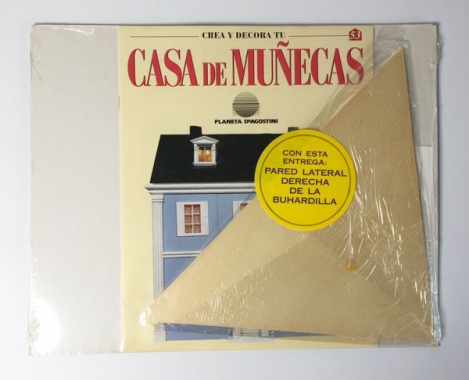 CREA Y DECORA TU
53
CASA DE MUÑECAS
PLANETA DEAGOSTINI
CON ESTA
ENTREGA:
PARED LATERAL
DERECHA
DE LA
BUHARDILLA